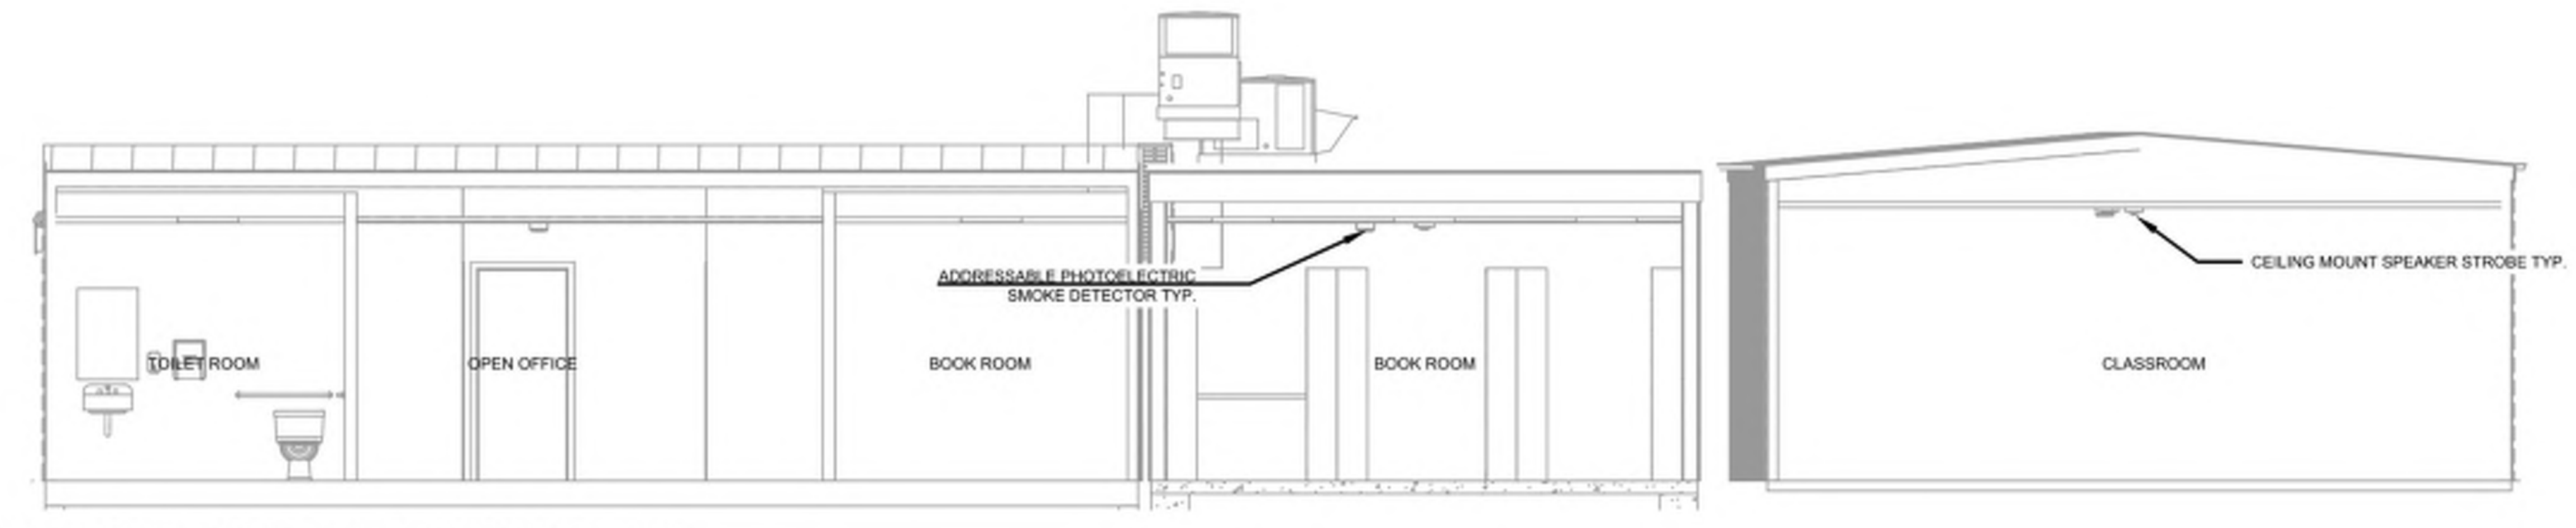 ADDRESSABLE PHOTOELECTRIC
SMOKE DETECTOR TYP.
CEILING MOUNT SPEAKER STROBE TYP.
TOILET ROOM
OPEN OFFICE
BOOK ROOM
BOOK ROOM
CLASSROOM